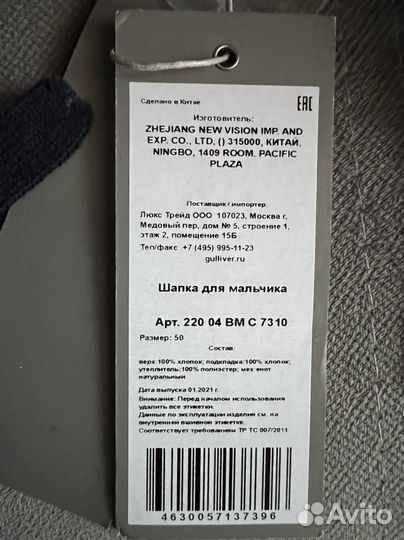 Сделано в Китае
EAC
Изготовитель:
ZHEJIANG NEW VISION IMP. AND
EXP. CO., LTD, () 315000, КИТАЙ,
NINGBO, 1409 ROOM, PACIFIC
PLAZA
Поставщик / импортер:
Люкс Трейд ООО 107023, Москва г,
Медовый пер, дом № 5, строение 1,
этаж 2, помещение 15Б
Тел/факс +7 (495) 995-11-23
gulliver.ru
Шапка для мальчика
Арт. 220 04 BM C 7310
Размер: 50
Состав:
верх:100% хлопок; подкладка:100% хлопок;
утеплитель:100% полиэстер; мех:енот
натуральный
Дата выпуска 01.2021 г.
Внимание: Перед началом использования
удалить все этикетки.
Данные по эксплуатации изделия см. на
внутренней вшивной этикетке.
Соответствует требованиям ТР ТС 007/2011.
4630057137396
Avito